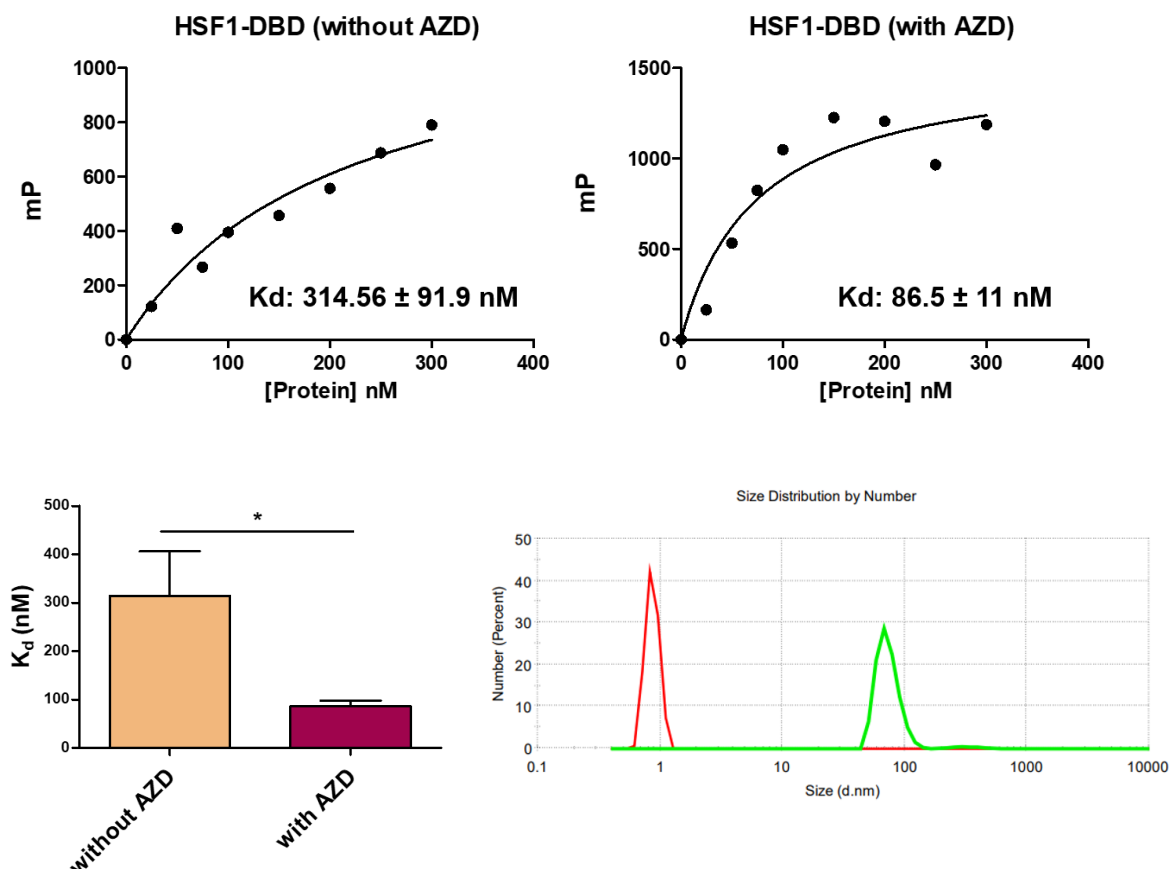 HSF1-DBD (without AZD)
1000
800
600
400
200
0
mP
Kd: 314.56 ± 91.9 nM
0
100
200
300
400
[Protein] nM
HSF1-DBD (with AZD)
1500
1000
500
0
mP
Kd: 86.5 ± 11 nM
0
100
200
300
400
[Protein] nM
500
400
300
200
100
0
Kd (nM)
*
without AZD
with AZD
Size Distribution by Number
50
40
30
20
10
0
Number (Percent)
0.1
1
10
100
1000
10000
Size (d.nm)